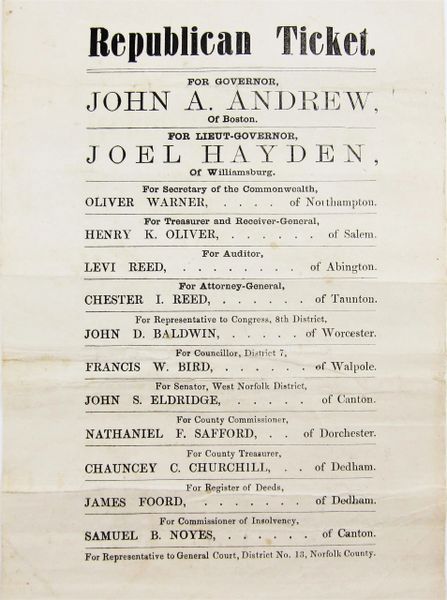 Republican Ticket.
FOR GOVERNOR,
JOHN A. ANDREW,
Of Boston.
FOR LIEUT-GOVERNOR,
JOEL HAYDEN,
Of Williamsburg.
For Secretary of the Commonwealth,
OLIVER WARNER, . . . . of Northampton.
For Treasurer and Receiver-General,
HENRY K. OLIVER, . . . . . . of Salem.
For Auditor,
LEVI REED, . . . . . . . . of Abington.
For Attorney-General,
CHESTER I. REED, . . . . . . of Taunton.
For Representative to Congress, 8th District,
JOHN D. BALDWIN, . . . . . of Worcester.
For Councillor, District 7,
FRANCIS W. BIRD, . . . . . . of Walpole.
For Senator, West Norfolk District,
JOHN S. ELDRIDGE, . . . . . of Canton.
For County Commissioner,
NATHANIEL F. SAFFORD, . . of Dorchester.
For County Treasurer,
CHAUNCEY C. CHURCHILL, . . of Dedham.
For Register of Deeds,
JAMES FOORD, . . . . . . . of Dedham.
For Commissioner of Insolvency,
SAMUEL B. NOYES, . . . . . of Canton.
For Representative to General Court, District No. 13, Norfolk County.